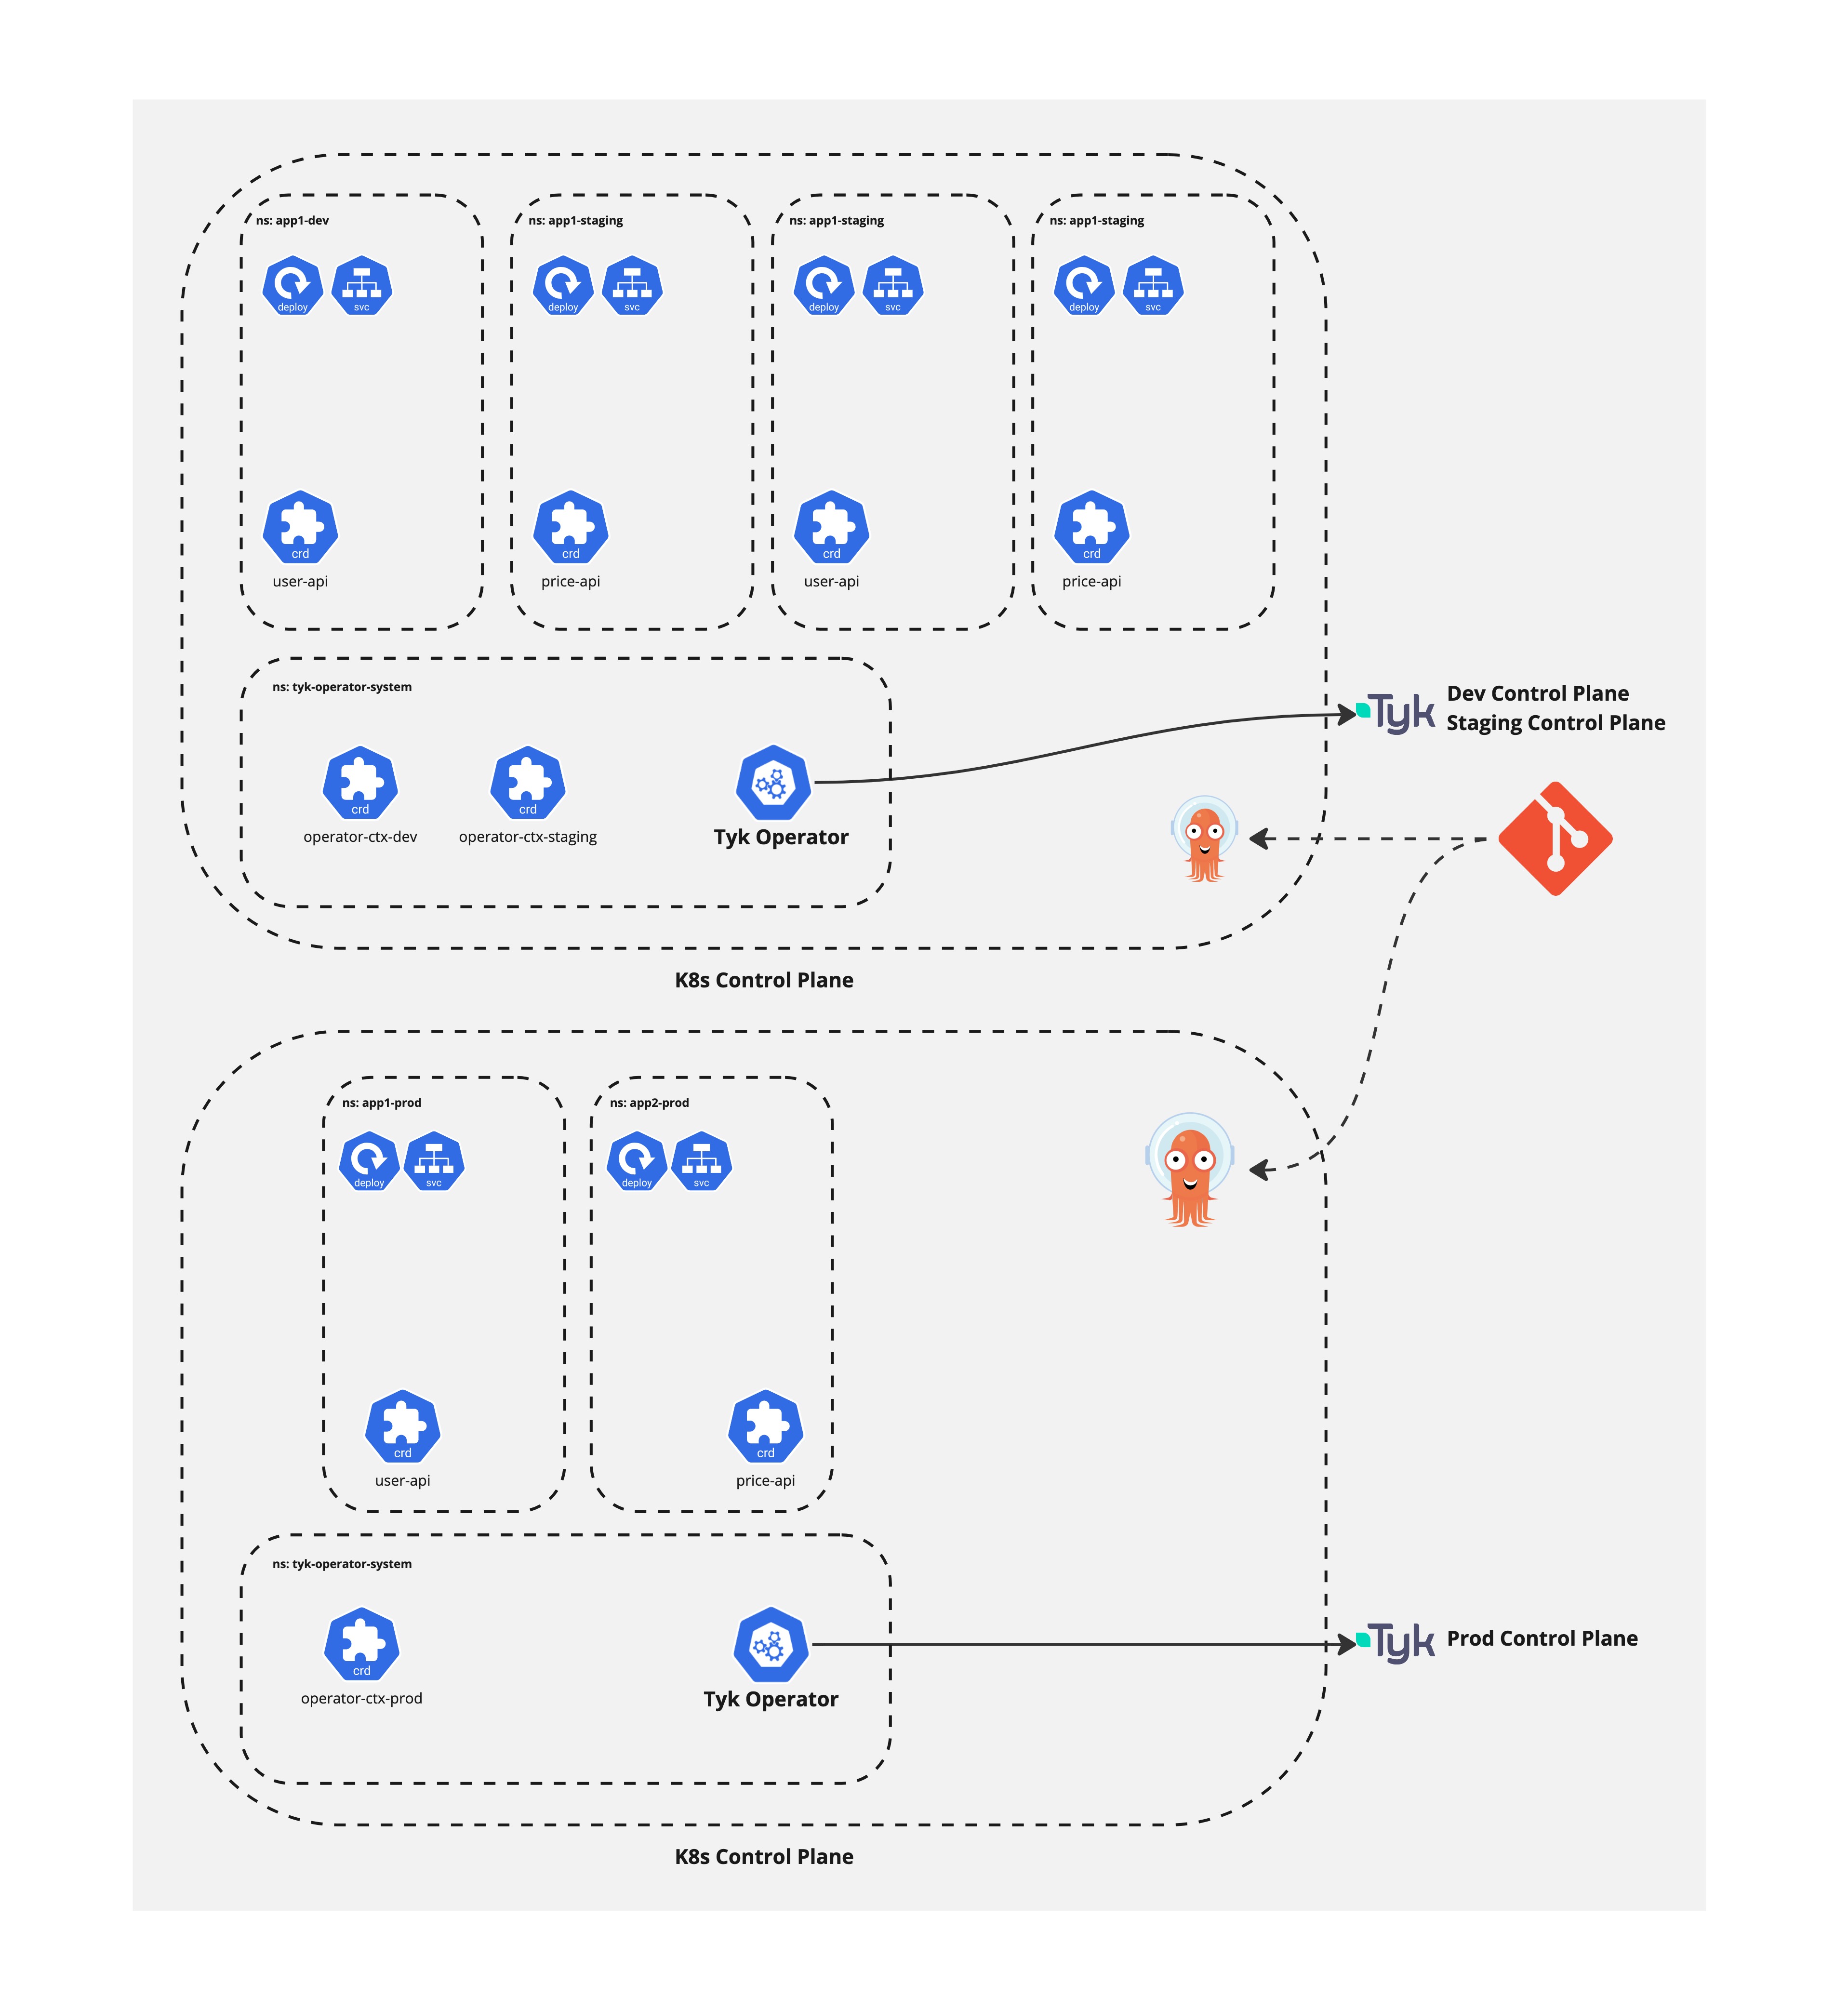 ns: app1-dev
ns: app1-staging
ns: app1-staging
ns: app1-staging
deploy
svc
deploy
svc
deploy
svc
deploy
svc
crd
user-api
crd
price-api
crd
user-api
crd
price-api
ns: tyk-operator-system
crd
operator-ctx-dev
crd
operator-ctx-staging
Tyk Operator
Tyk
Dev Control Plane
Staging Control Plane
K8s Control Plane
ns: app1-prod
ns: app2-prod
deploy
svc
deploy
svc
crd
user-api
crd
price-api
ns: tyk-operator-system
crd
operator-ctx-prod
Tyk Operator
Tyk
Prod Control Plane
K8s Control Plane